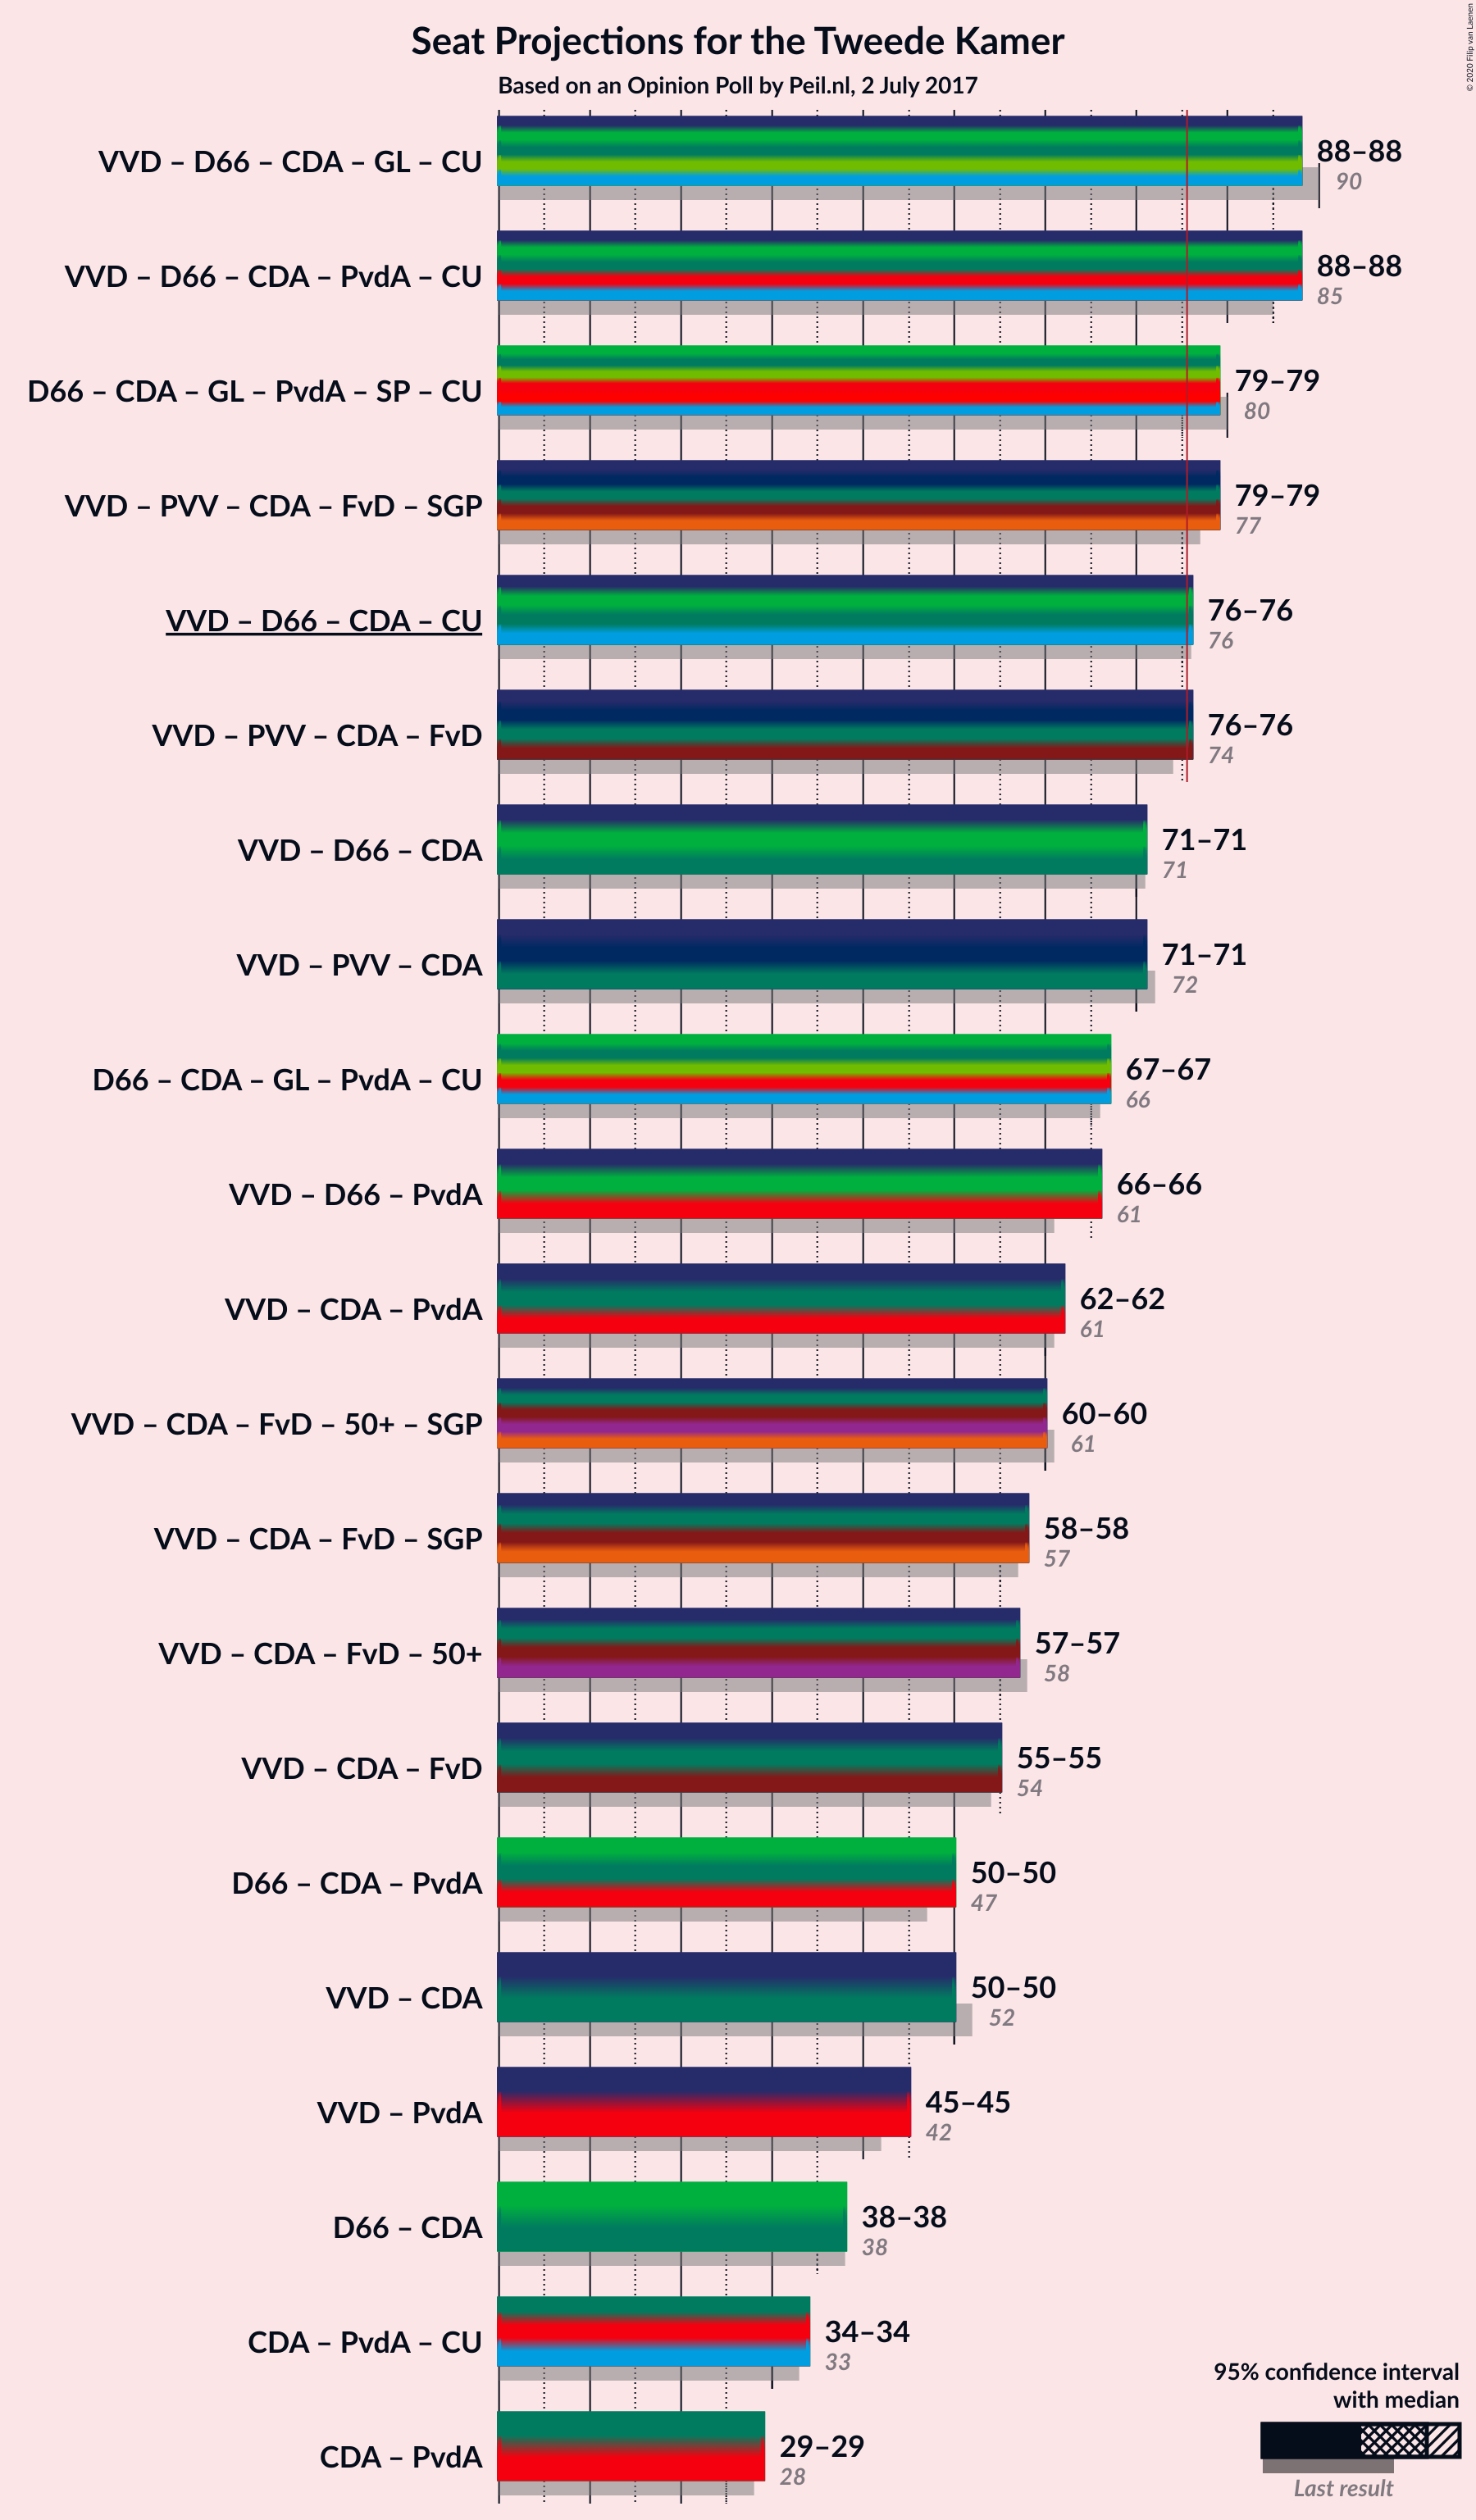 Seat Projections for the Tweede Kamer
Based on an Opinion Poll by Peil.nl, 2 July 2017
© 2020 Filip van Laenen
VVD – D66 – CDA – GL – CU
88–88
90
VVD – D66 – CDA – PvdA – CU
88–88
85
D66 – CDA – GL – PvdA – SP – CU
79–79
80
VVD – PVV – CDA – FvD – SGP
79–79
77
VVD – D66 – CDA – CU
76–76
76
VVD – PVV – CDA – FvD
76–76
74
VVD – D66 – CDA
71–71
71
VVD – PVV – CDA
71–71
72
D66 – CDA – GL – PvdA – CU
67–67
66
VVD – D66 – PvdA
66–66
61
VVD – CDA – PvdA
62–62
61
VVD – CDA – FvD – 50+ – SGP
60–60
61
VVD – CDA – FvD – SGP
58–58
57
VVD – CDA – FvD – 50+
57–57
58
VVD – CDA – FvD
55–55
54
D66 – CDA – PvdA
50–50
47
VVD – CDA
50–50
52
VVD – PvdA
45–45
42
D66 – CDA
38–38
38
CDA – PvdA – CU
34–34
33
CDA – PvdA
29–29
28
95% confidence interval
with median
Last result